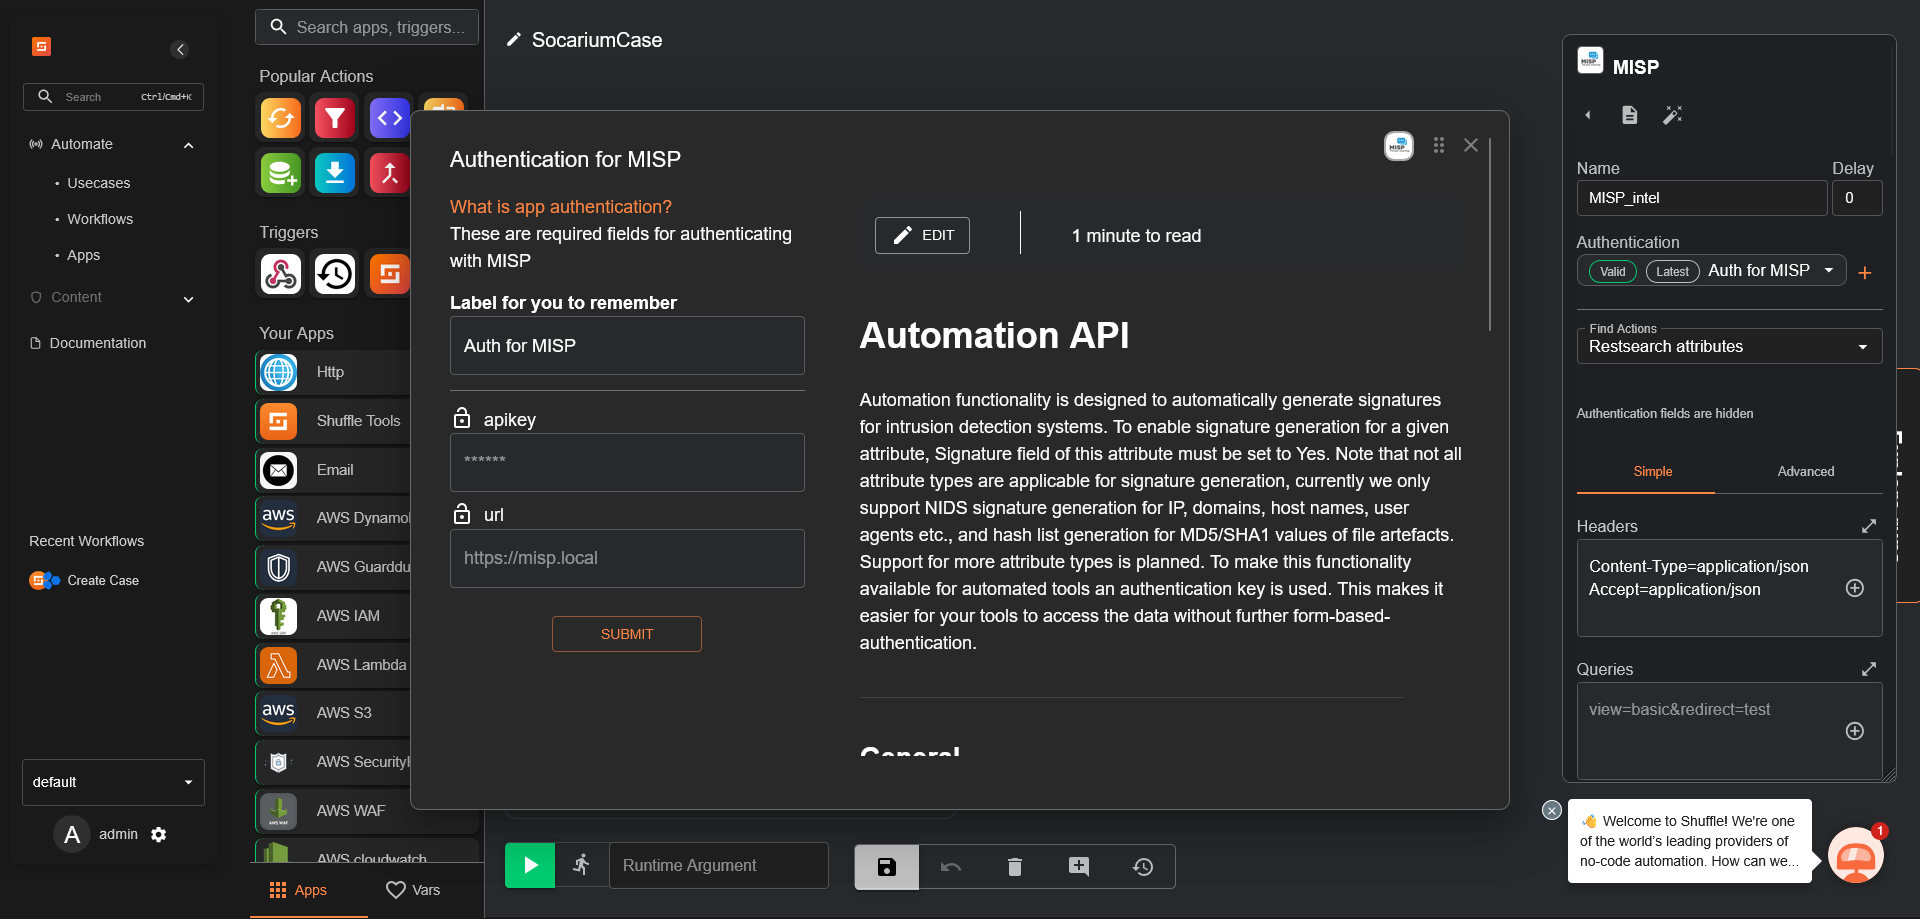 Search Ctrl/Cmd+K
Automate
Usecases
Workflows
Apps
Content
Documentation
Recent Workflows
Create Case
default
A admin
Search apps, triggers...
Popular Actions
Triggers
Your Apps
Http
Shuffle Tools
Email
aws AWS Dynamo
AWS Guarddu
AWS IAM
AWS Lambda
aws AWS S3
AWS Security
AWS WAF
AWS cloudwatch
Apps
Vars
SocariumCase
Authentication for MISP
MISP
What is app authentication?
These are required fields for authenticating
with MISP
Label for you to remember
Auth for MISP
apikey
******
url
https://misp.local
SUBMIT
EDIT
1 minute to read
Automation API
Automation functionality is designed to automatically generate signatures
for intrusion detection systems. To enable signature generation for a given
attribute, Signature field of this attribute must be set to Yes. Note that not all
attribute types are applicable for signature generation, currently we only
support NIDS signature generation for IP, domains, host names, user
agents etc., and hash list generation for MD5/SHA1 values of file artefacts.
Support for more attribute types is planned. To make this functionality
available for automated tools an authentication key is used. This makes it
easier for your tools to access the data without further form-based-
authentication.
General
Runtime Argument
MISP
MISP
Name
Delay
MISP_intel
0
Authentication
Valid Latest Auth for MISP
Find Actions
Restsearch attributes
Authentication fields are hidden
Simple
Advanced
Headers
Content-Type=application/json
Accept=application/json
Queries
view=basic&redirect=test
👋 Welcome to Shuffle! We're one
of the world's leading providers of
no-code automation. How can we...
1